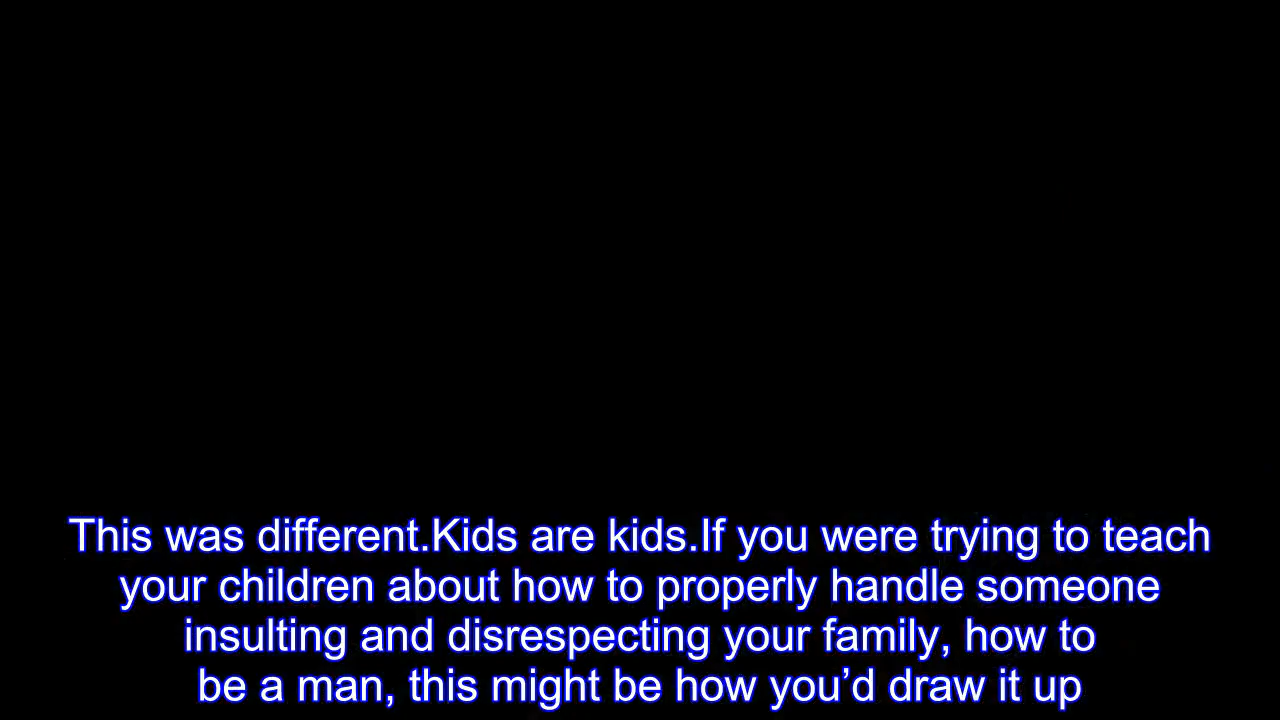 This was different.Kids are kids.If you were trying to teach
your children about how to properly handle someone
insulting and disrespecting your family, how to
be a man, this might be how you’d draw it up